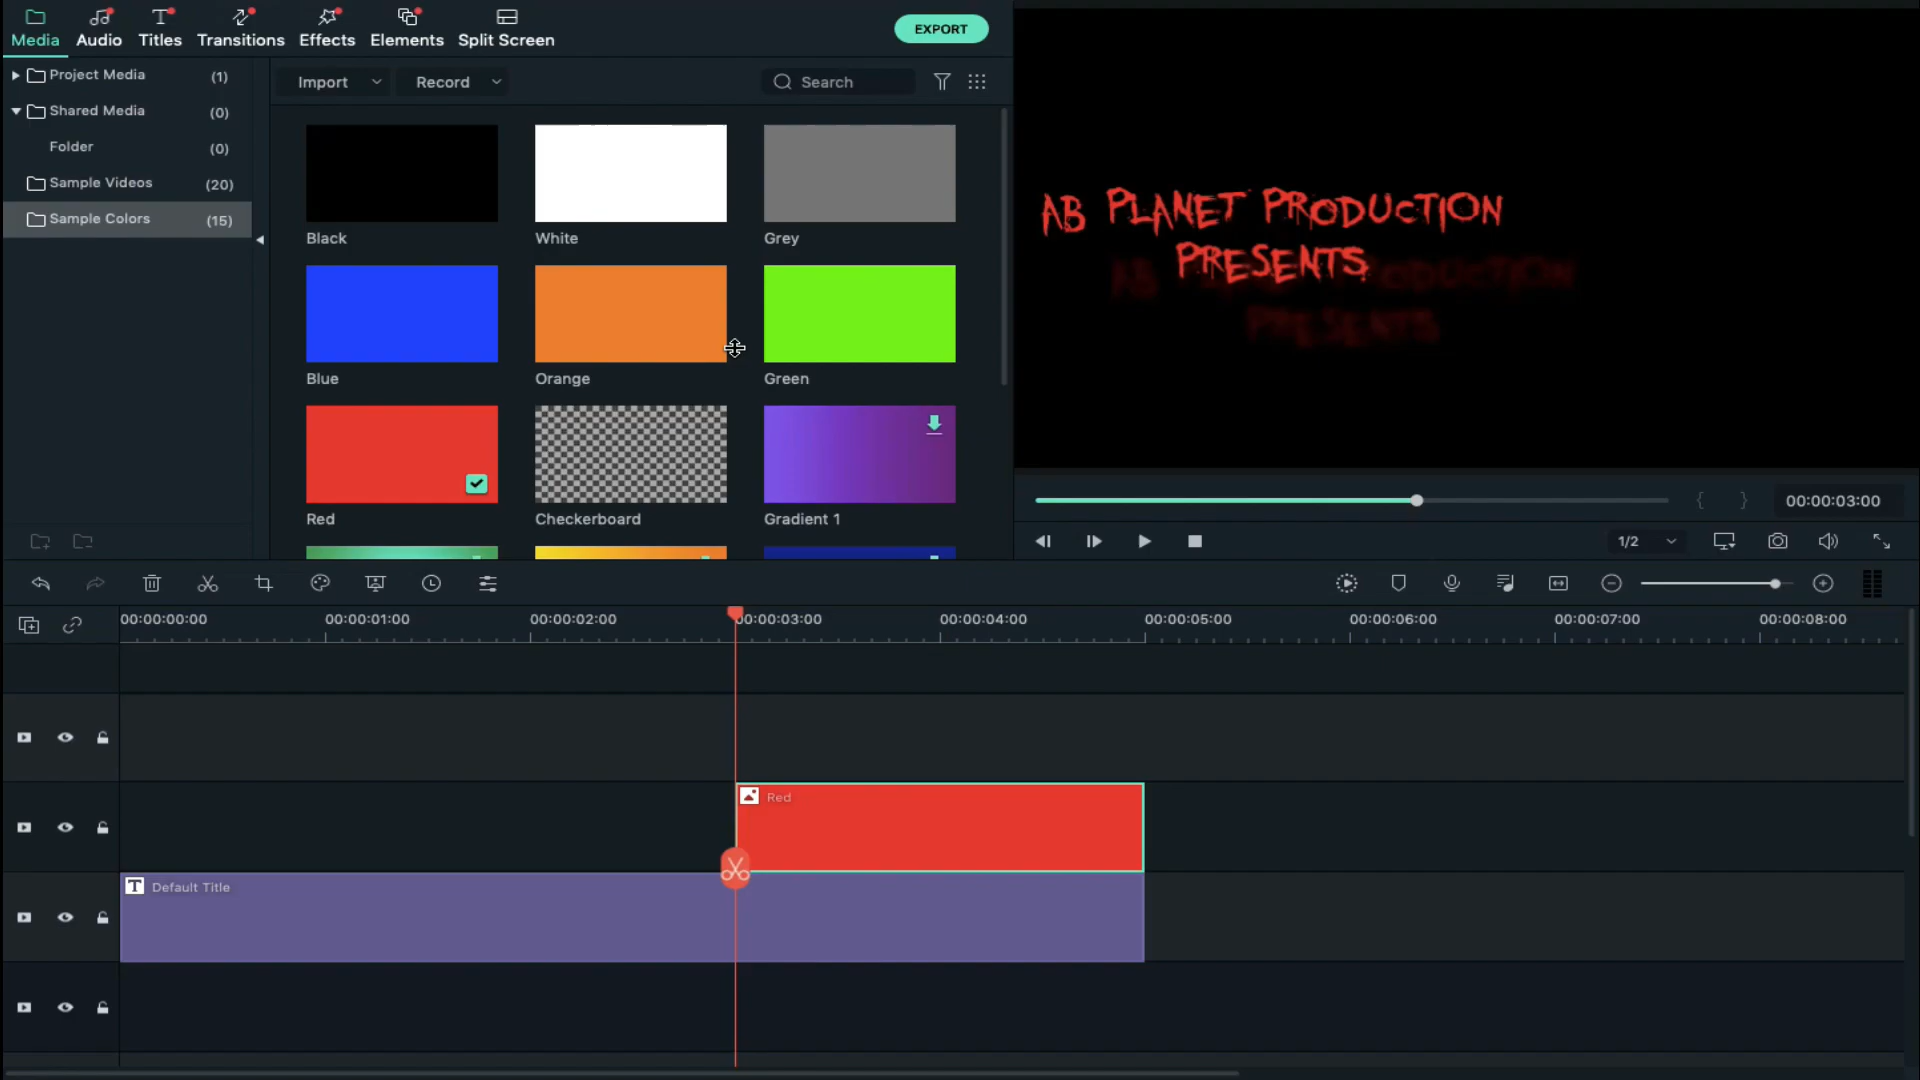 Media Audio Titles Transitions Effects Elements Split Screen EXPORT
Project Media (1)
Shared Media (0)
Folder (0)
Sample Videos (20)
Sample Colors (15)
Import Record Search
Black White Grey
Blue Orange Green
Red Checkerboard Gradient 1
AB PLANET PRODUCTION
PRESENTS
AB PLANET PRODUCTION
PRESENTS
00:00:03:00
1/2
00:00:00:00 00:00:01:00 00:00:02:00 00:00:03:00 00:00:04:00 00:00:05:00 00:00:06:00 00:00:07:00 00:00:08:00
Red
T Default Title